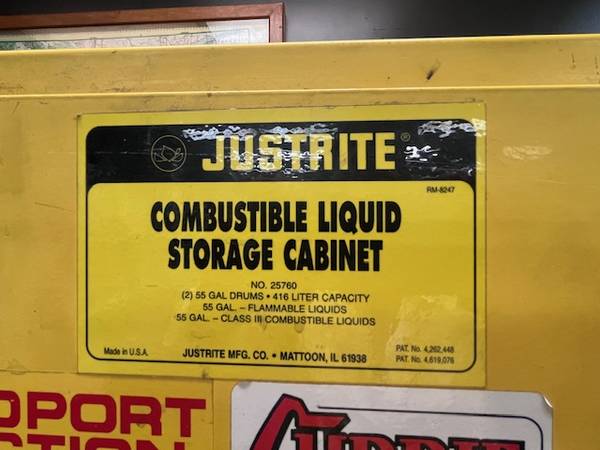 JUSTRITE®
RM-8247
COMBUSTIBLE LIQUID
STORAGE CABINET
NO. 25760
(2) 55 GAL DRUMS • 416 LITER CAPACITY
55 GAL. – FLAMMABLE LIQUIDS
55 GAL. – CLASS III COMBUSTIBLE LIQUIDS
Made in U.S.A.
JUSTRITE MFG. CO. • MATTOON, IL 61938
PAT. No. 4,262,448
PAT. No. 4,619,076